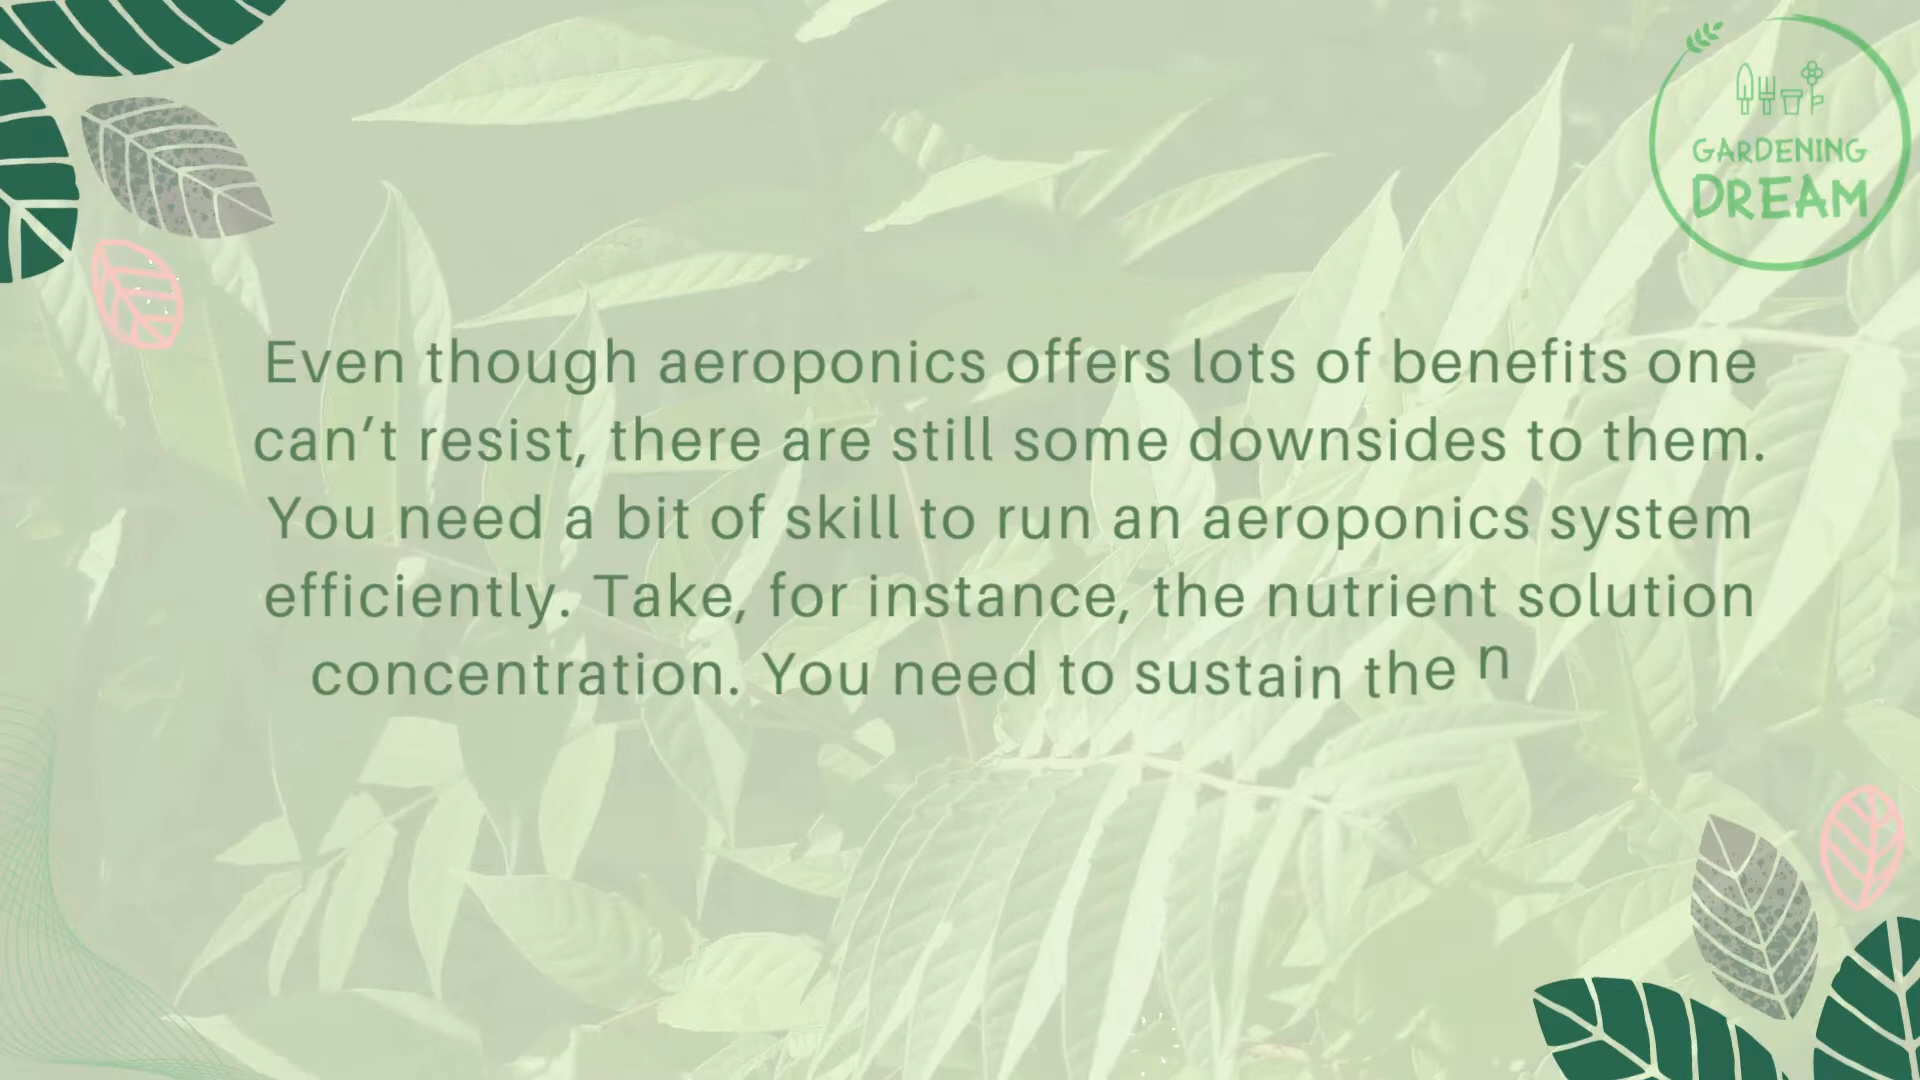 GARDENING
DREAM
Even though aeroponics offers lots of benefits one
can’t resist, there are still some downsides to them.
You need a bit of skill to run an aeroponics system
efficiently. Take, for instance, the nutrient solution
concentration. You need to sustain the n